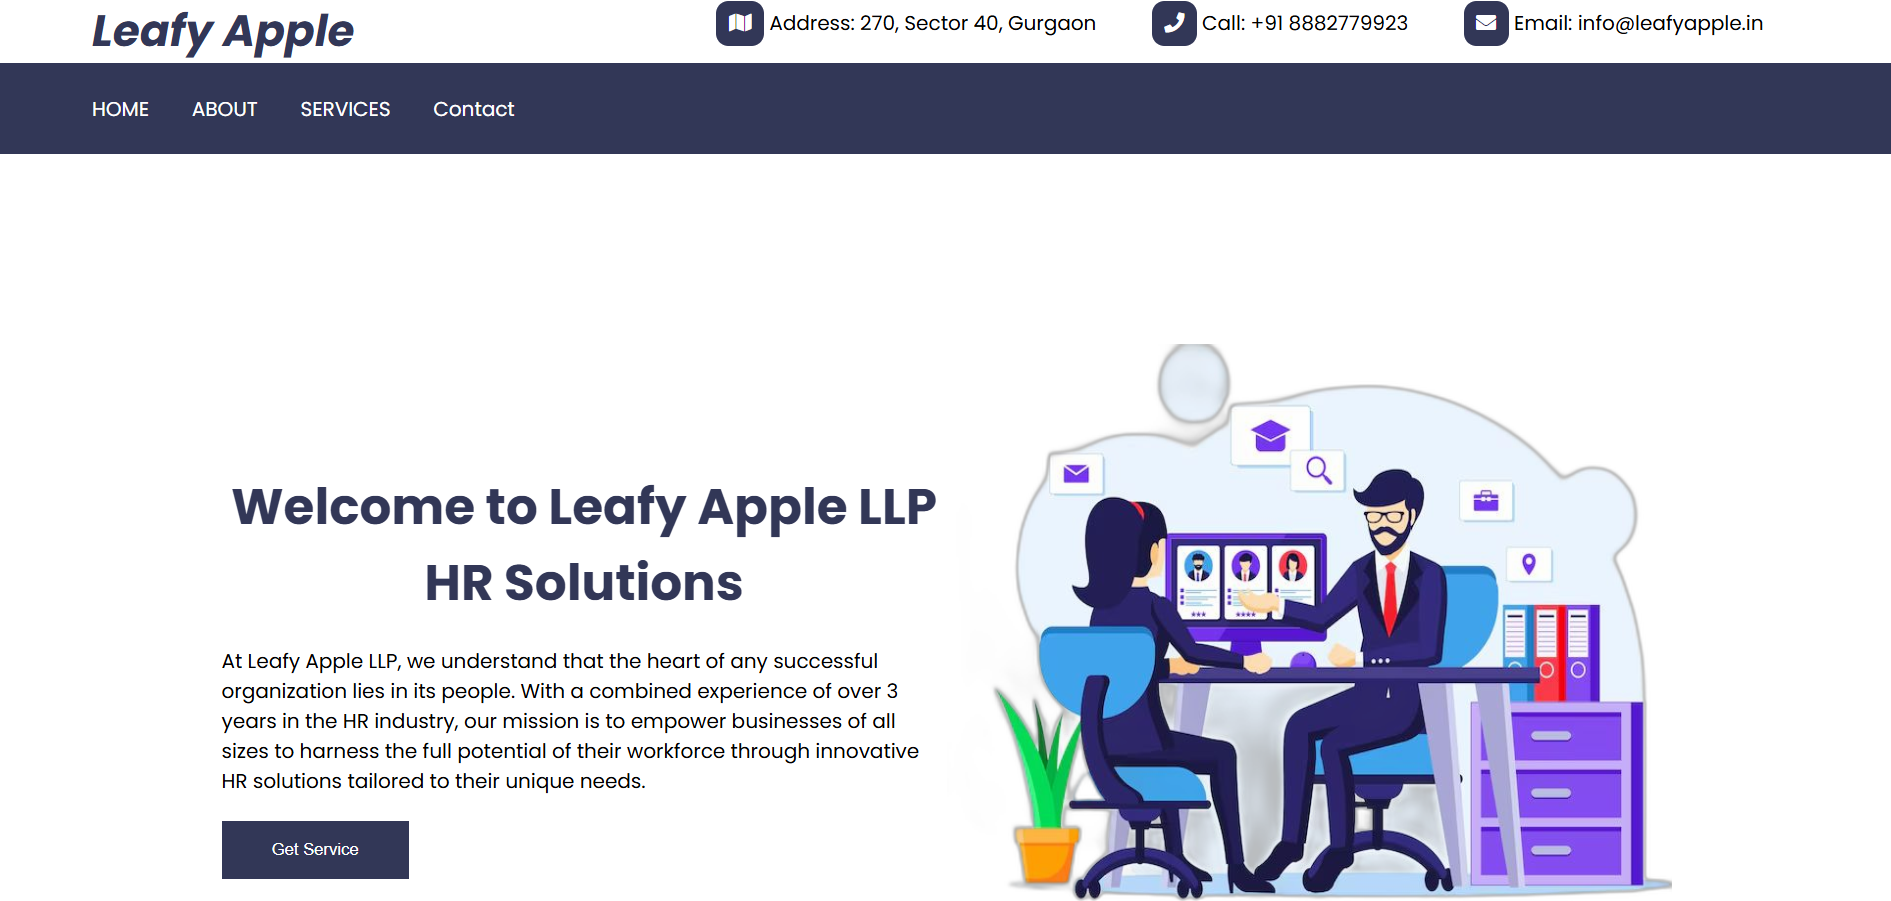 Leafy Apple
Address: 270, Sector 40, Gurgaon
Call: +91 8882779923
Email: info@leafyapple.in
HOME ABOUT SERVICES Contact
Welcome to Leafy Apple LLP
HR Solutions
At Leafy Apple LLP, we understand that the heart of any successful
organization lies in its people. With a combined experience of over 3
years in the HR industry, our mission is to empower businesses of all
sizes to harness the full potential of their workforce through innovative
HR solutions tailored to their unique needs.
Get Service